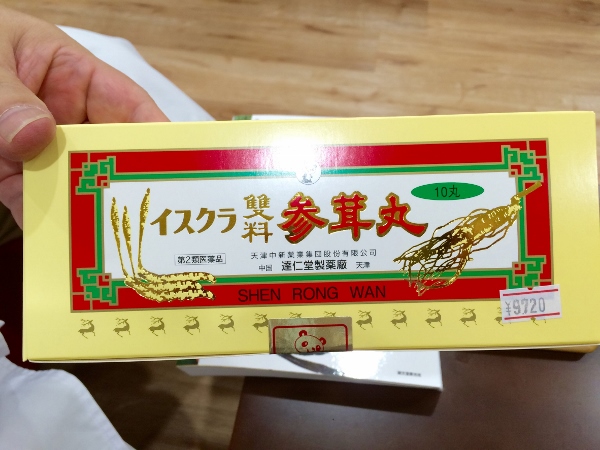 10丸
イスクラ 雙料 参茸丸
第2類医薬品
天津中新薬業集団股份有限公司
中国 達仁堂製薬廠 天津
SHEN RONG WAN
¥9720